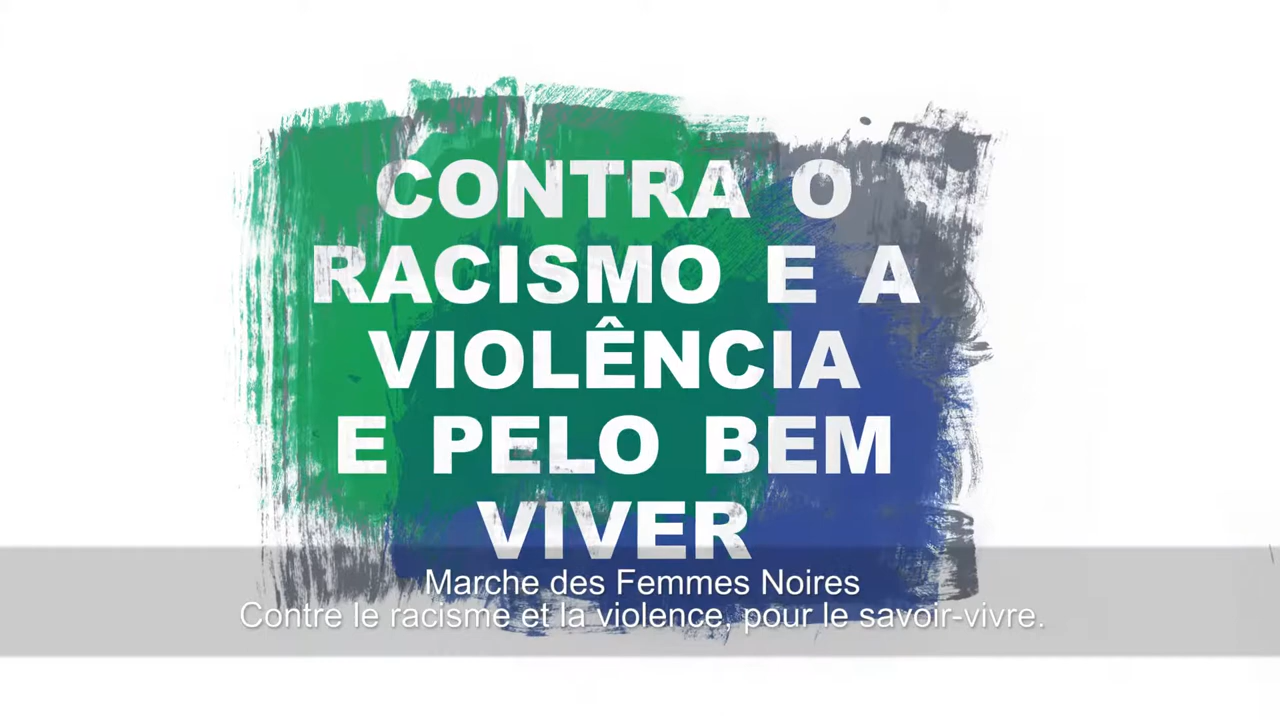 CONTRA O
RACISMO E A
VIOLÊNCIA
E PELO BEM
VIVER
Marche des Femmes Noires
Contre le racisme et la violence, pour le savoir-vivre.